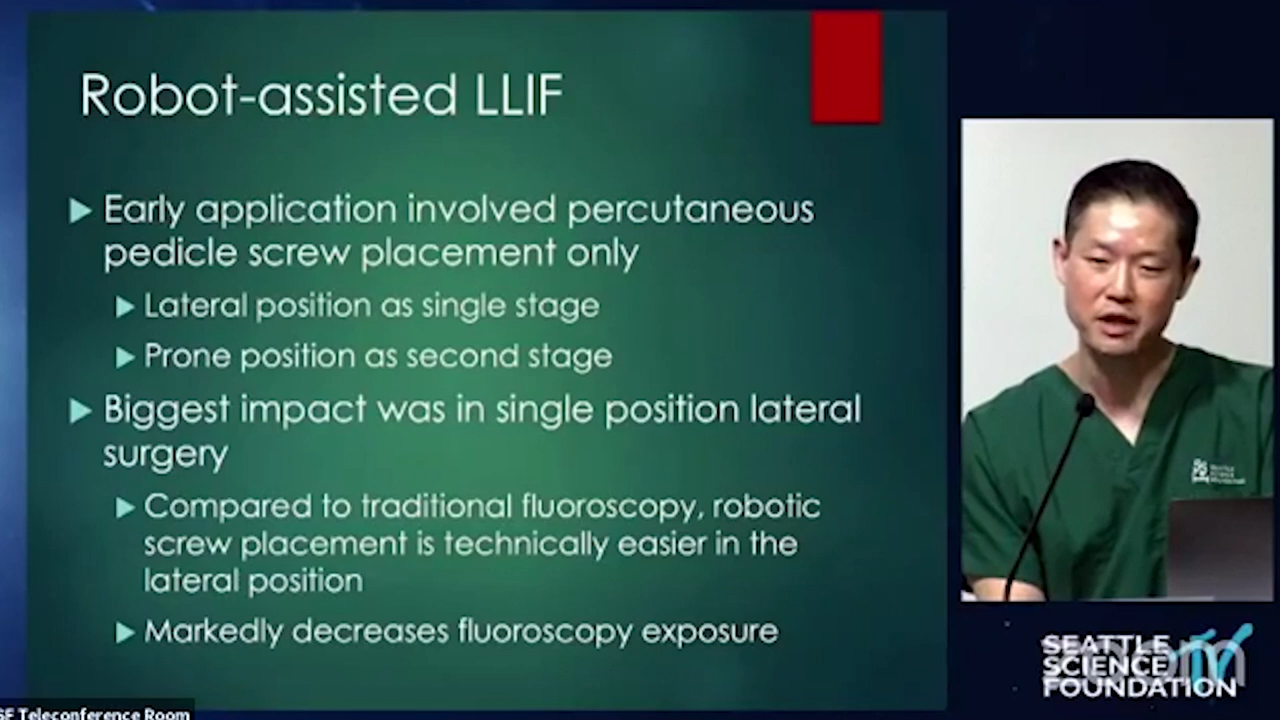 Robot-assisted LLIF
Early application involved percutaneous
pedicle screw placement only
Lateral position as single stage
Prone position as second stage
Biggest impact was in single position lateral
surgery
Compared to traditional fluoroscopy, robotic
screw placement is technically easier in the
lateral position
Markedly decreases fluoroscopy exposure
SEATTLE
SCIENCE
FOUNDATION
Teleconference Room